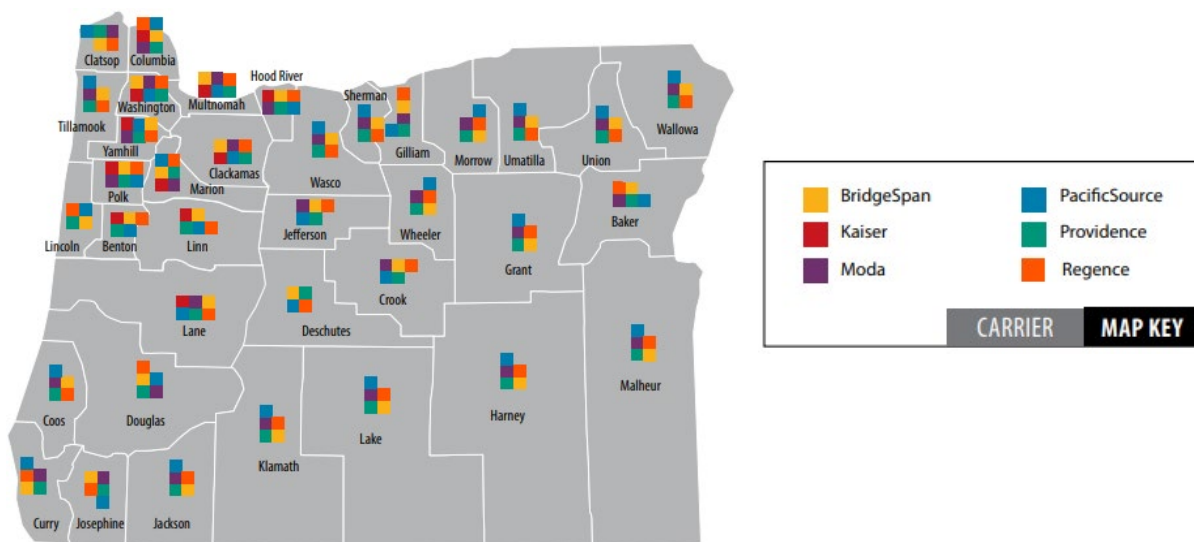 Clatsop
Columbia
Hood River
Washington
Multnomah
Sherman
Tillamook
Gilliam
Morrow
Umatilla
Union
Wallowa
Yamhill
Clackamas
Marion
Wasco
Polk
Lincoln
Benton
Linn
Jefferson
Wheeler
Baker
Grant
Crook
Lane
Deschutes
Malheur
Coos
Douglas
Harney
Lake
Klamath
Curry
Josephine
Jackson
BridgeSpan
Kaiser
Moda
PacificSource
Providence
Regence
CARRIER MAP KEY